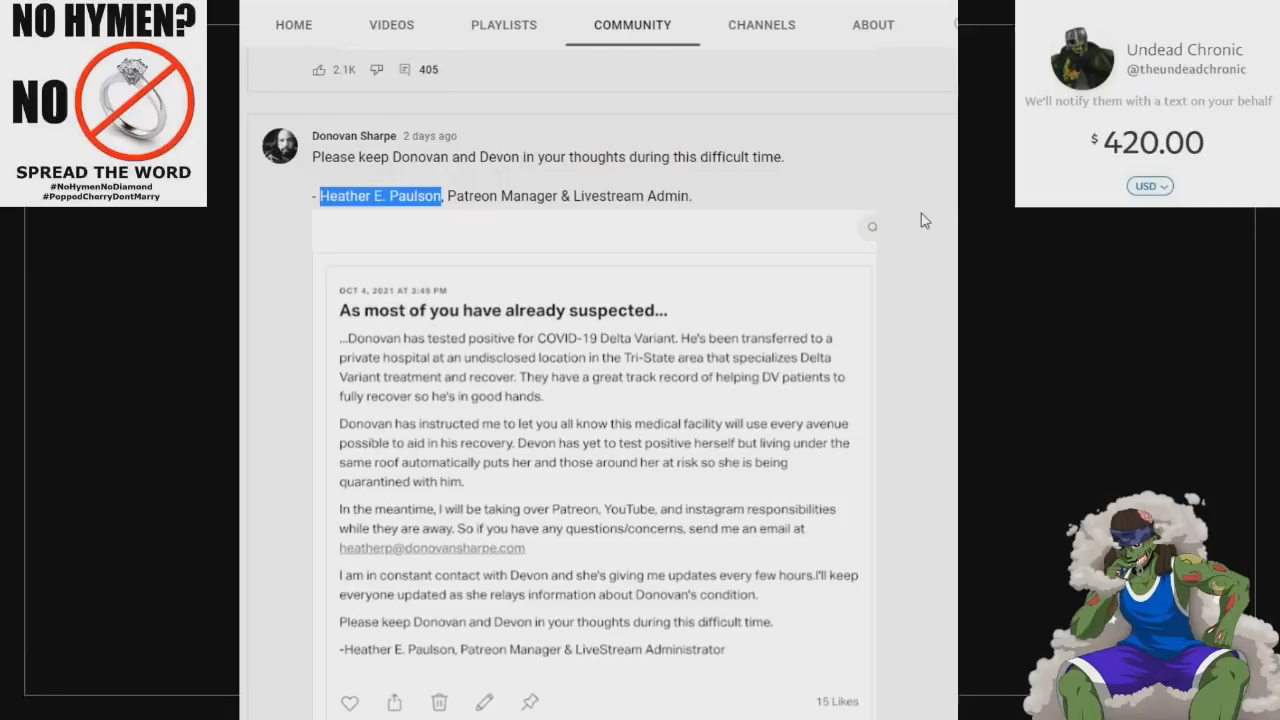 NO HYMEN?
NO
SPREAD THE WORD
#NoHymenNoDiamond
#PoppedCherryDontMarry
HOME VIDEOS PLAYLISTS COMMUNITY CHANNELS ABOUT
2.1K 405
Donovan Sharpe 2 days ago
Please keep Donovan and Devon in your thoughts during this difficult time.
- Heather E. Paulson, Patreon Manager & Livestream Admin.
OCT 4, 2021 AT 3:49 PM
As most of you have already suspected...
...Donovan has tested positive for COVID-19 Delta Variant. He's been transferred to a
private hospital at an undisclosed location in the Tri-State area that specializes Delta
Variant treatment and recover. They have a great track record of helping DV patients to
fully recover so he's in good hands.
Donovan has instructed me to let you all know this medical facility will use every avenue
possible to aid in his recovery. Devon has yet to test positive herself but living under the
same roof automatically puts her and those around her at risk so she is being
quarantined with him.
In the meantime, I will be taking over Patreon, YouTube, and instagram responsibilities
while they are away. So if you have any questions/concerns, send me an email at
heatherp@donovansharpe.com
I am in constant contact with Devon and she's giving me updates every few hours.I'll keep
everyone updated as she relays information about Donovan's condition.
Please keep Donovan and Devon in your thoughts during this difficult time.
-Heather E. Paulson, Patreon Manager & LiveStream Administrator
15 Likes
Undead Chronic
@theundeadchronic
We'll notify them with a text on your behalf
$420.00
USD